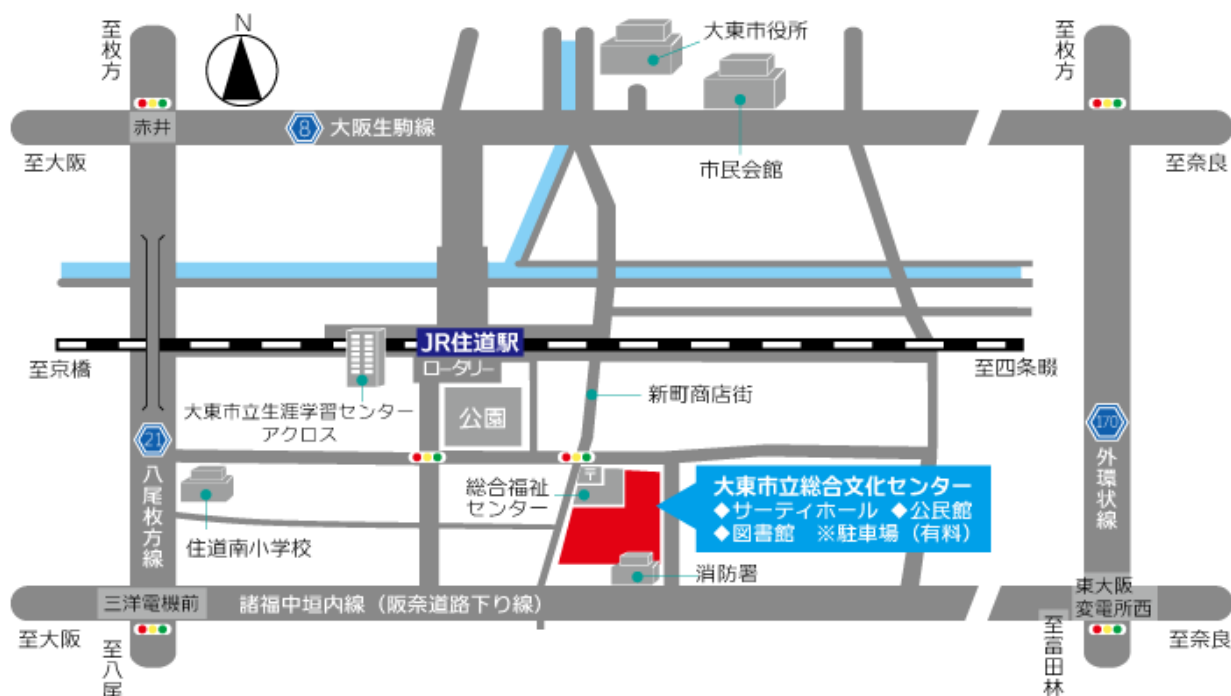 至枚方
N
大東市役所
至枚方
赤井
8 大阪生駒線
至大阪
市民会館
至奈良
JR住道駅
至京橋
ロータリー
至四条畷
大東市立生涯学習センター
アクロス
公園
新町商店街
21
八尾枚方線
170
外環状線
〒
総合福祉
センター
大東市立総合文化センター
◆サーティホール ◆公民館
◆図書館 ※駐車場（有料）
住道南小学校
消防署
三洋電機前
諸福中垣内線（阪奈道路下り線）
東大阪
変電所西
至大阪
至八尾
至富田林
至奈良